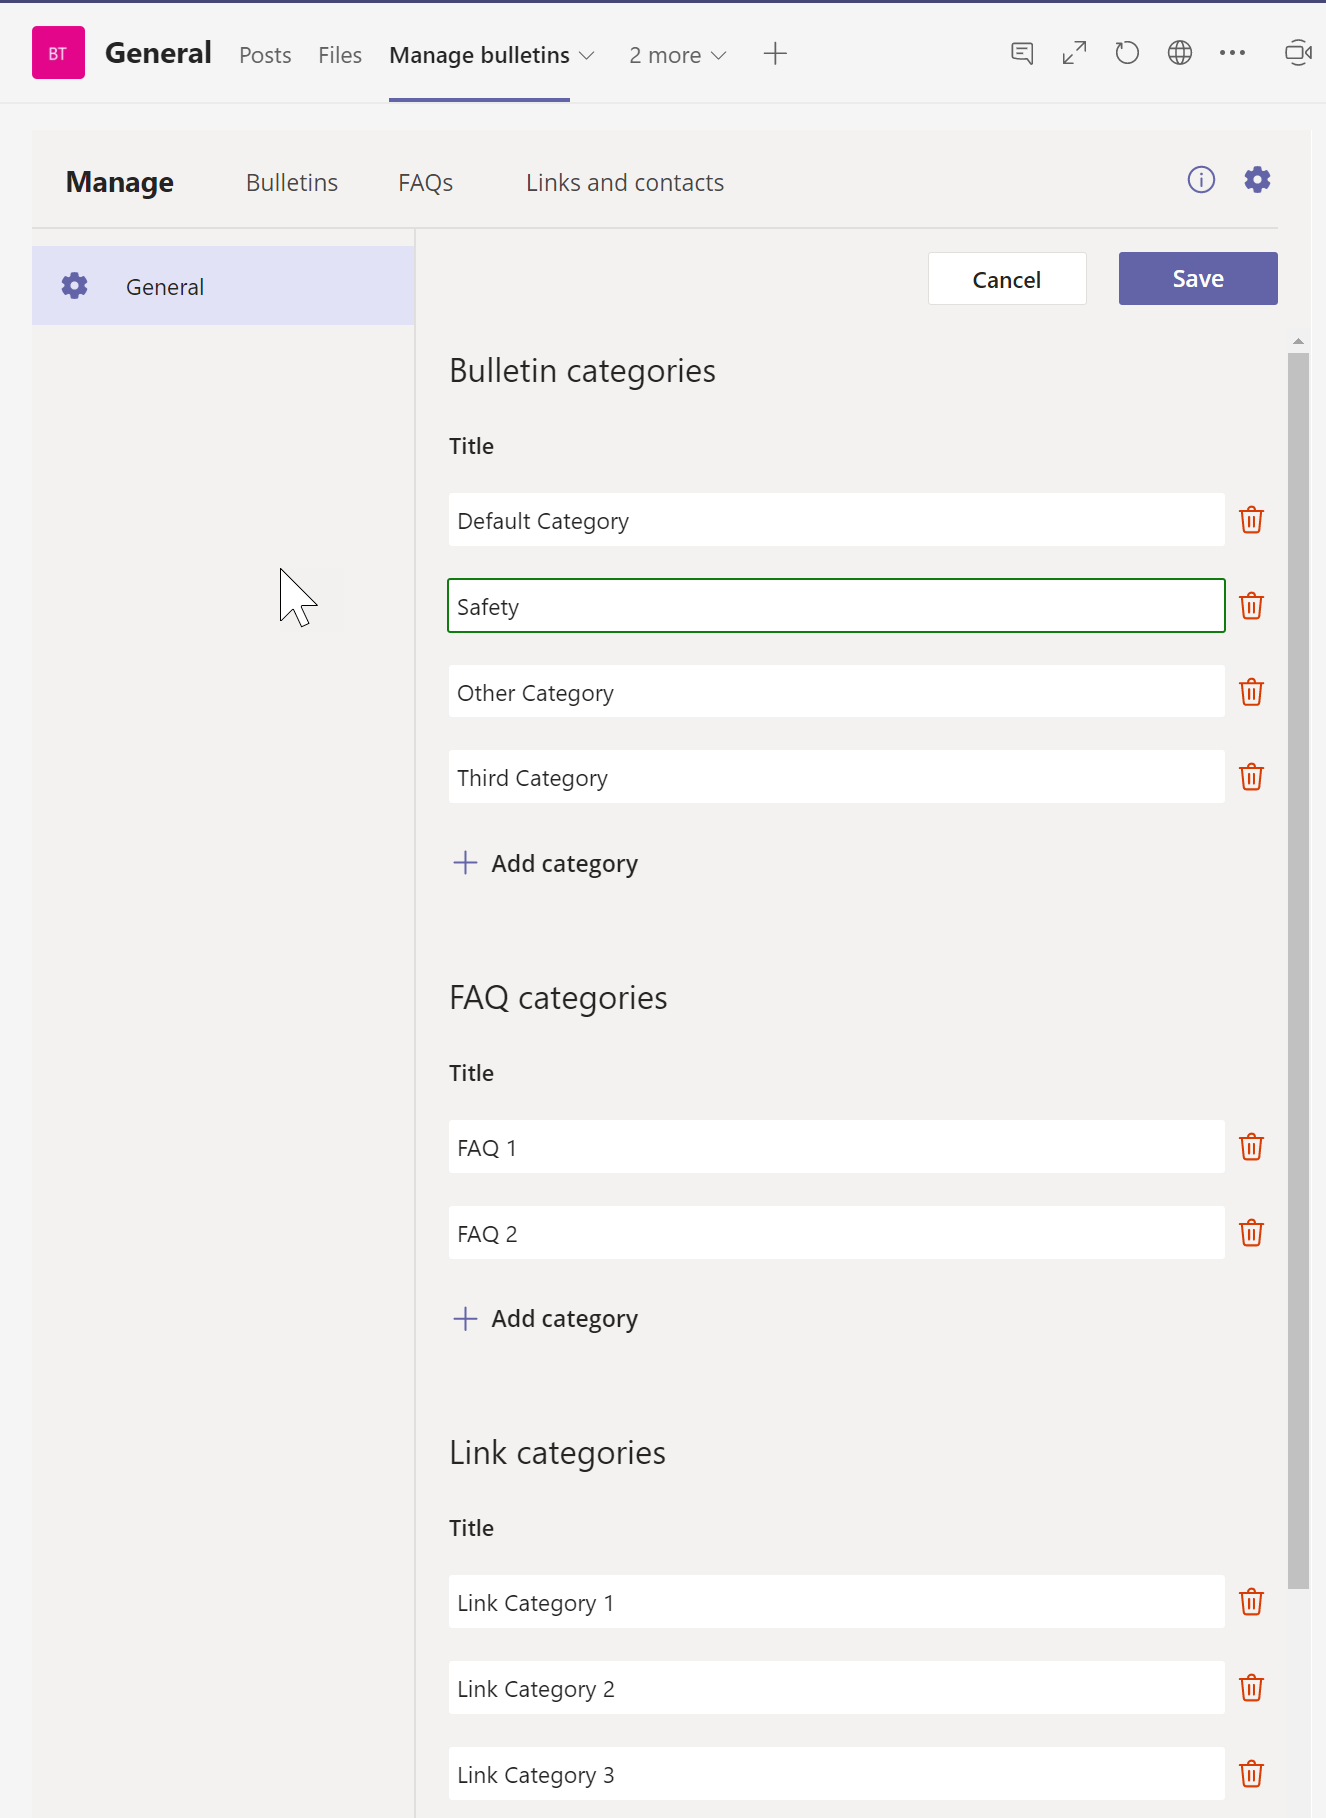 BT General Posts Files Manage bulletins 2 more
Manage Bulletins FAQs Links and contacts
General
Cancel Save
Bulletin categories
Title
Default Category
Safety
Other Category
Third Category
Add category
FAQ categories
Title
FAQ 1
FAQ 2
Add category
Link categories
Title
Link Category 1
Link Category 2
Link Category 3